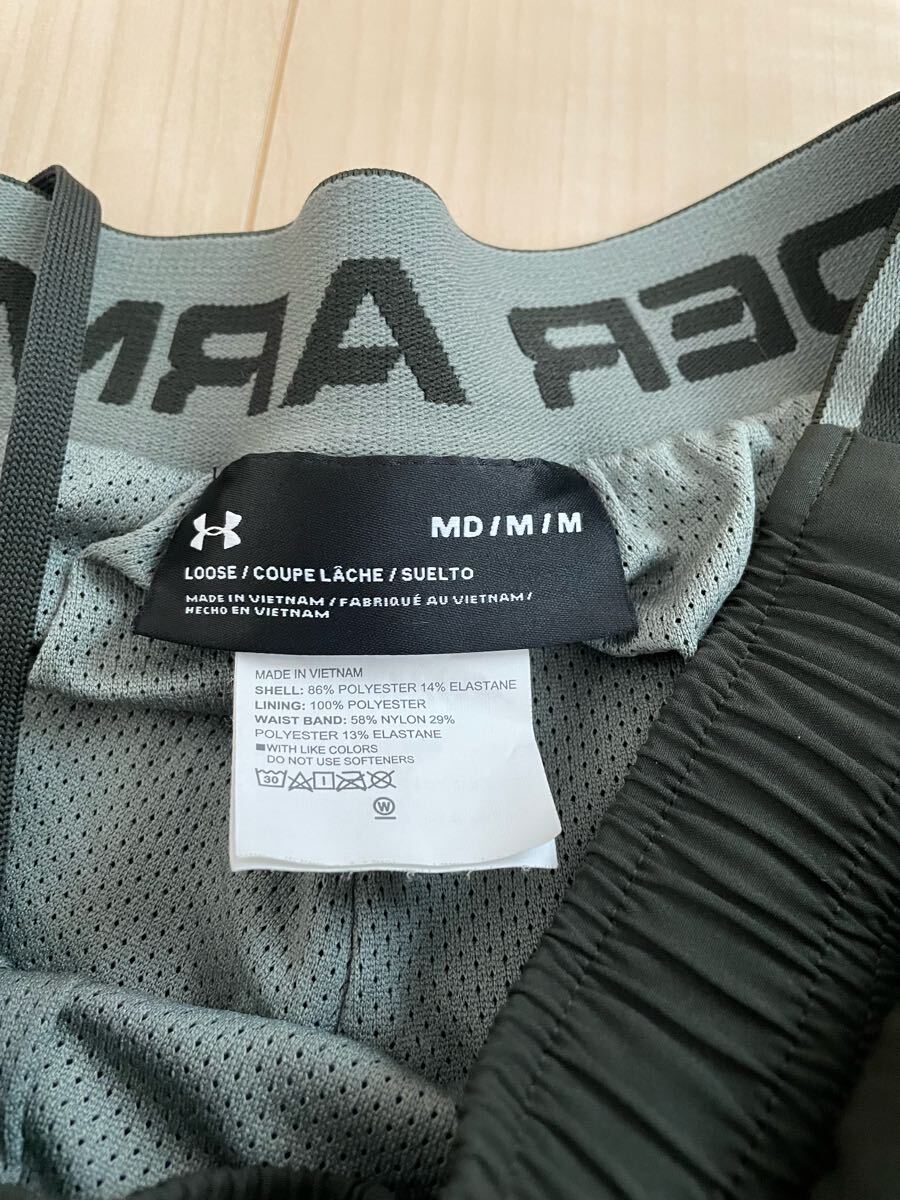 DER ARM
MD / M / M
LOOSE / COUPE LÂCHE / SUELTO
MADE IN VIETNAM / FABRIQUÉ AU VIETNAM /
HECHO EN VIETNAM
MADE IN VIETNAM
SHELL: 86% POLYESTER 14% ELASTANE
LINING: 100% POLYESTER
WAIST BAND: 58% NYLON 29%
POLYESTER 13% ELASTANE
■WITH LIKE COLORS
DO NOT USE SOFTENERS
30
W